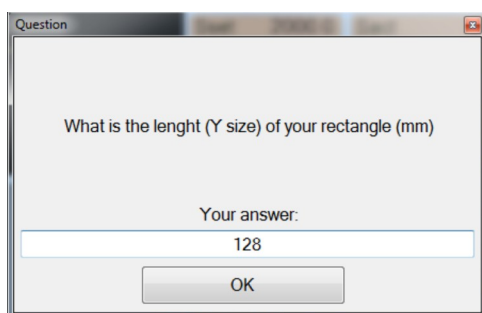 Question
What is the lenght (Y size) of your rectangle (mm)
Your answer:
128
OK